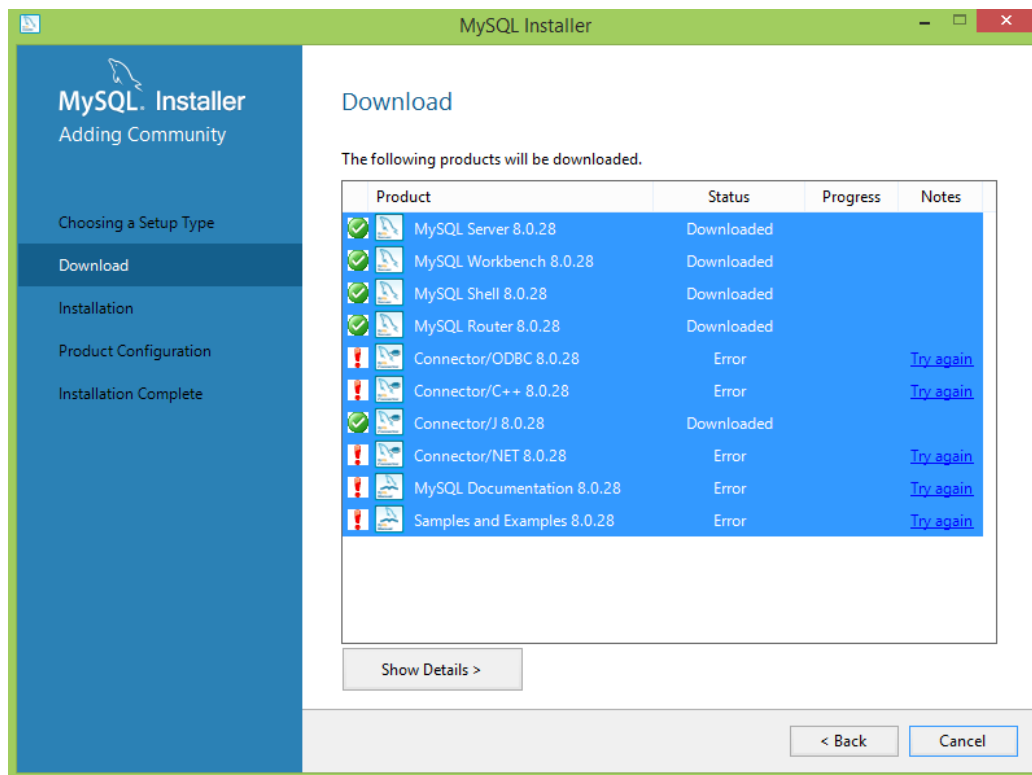 MySQL Installer
MySQL. Installer
Adding Community
Choosing a Setup Type
Download
Installation
Product Configuration
Installation Complete
Download
The following products will be downloaded.
Product Status Progress Notes
MySQL Server 8.0.28 Downloaded
MySQL Workbench 8.0.28 Downloaded
MySQL Shell 8.0.28 Downloaded
MySQL Router 8.0.28 Downloaded
Connector/ODBC 8.0.28 Error Try again
Connector/C++ 8.0.28 Error Try again
Connector/J 8.0.28 Downloaded
Connector/NET 8.0.28 Error Try again
MySQL Documentation 8.0.28 Error Try again
Samples and Examples 8.0.28 Error Try again
Show Details >
< Back Cancel